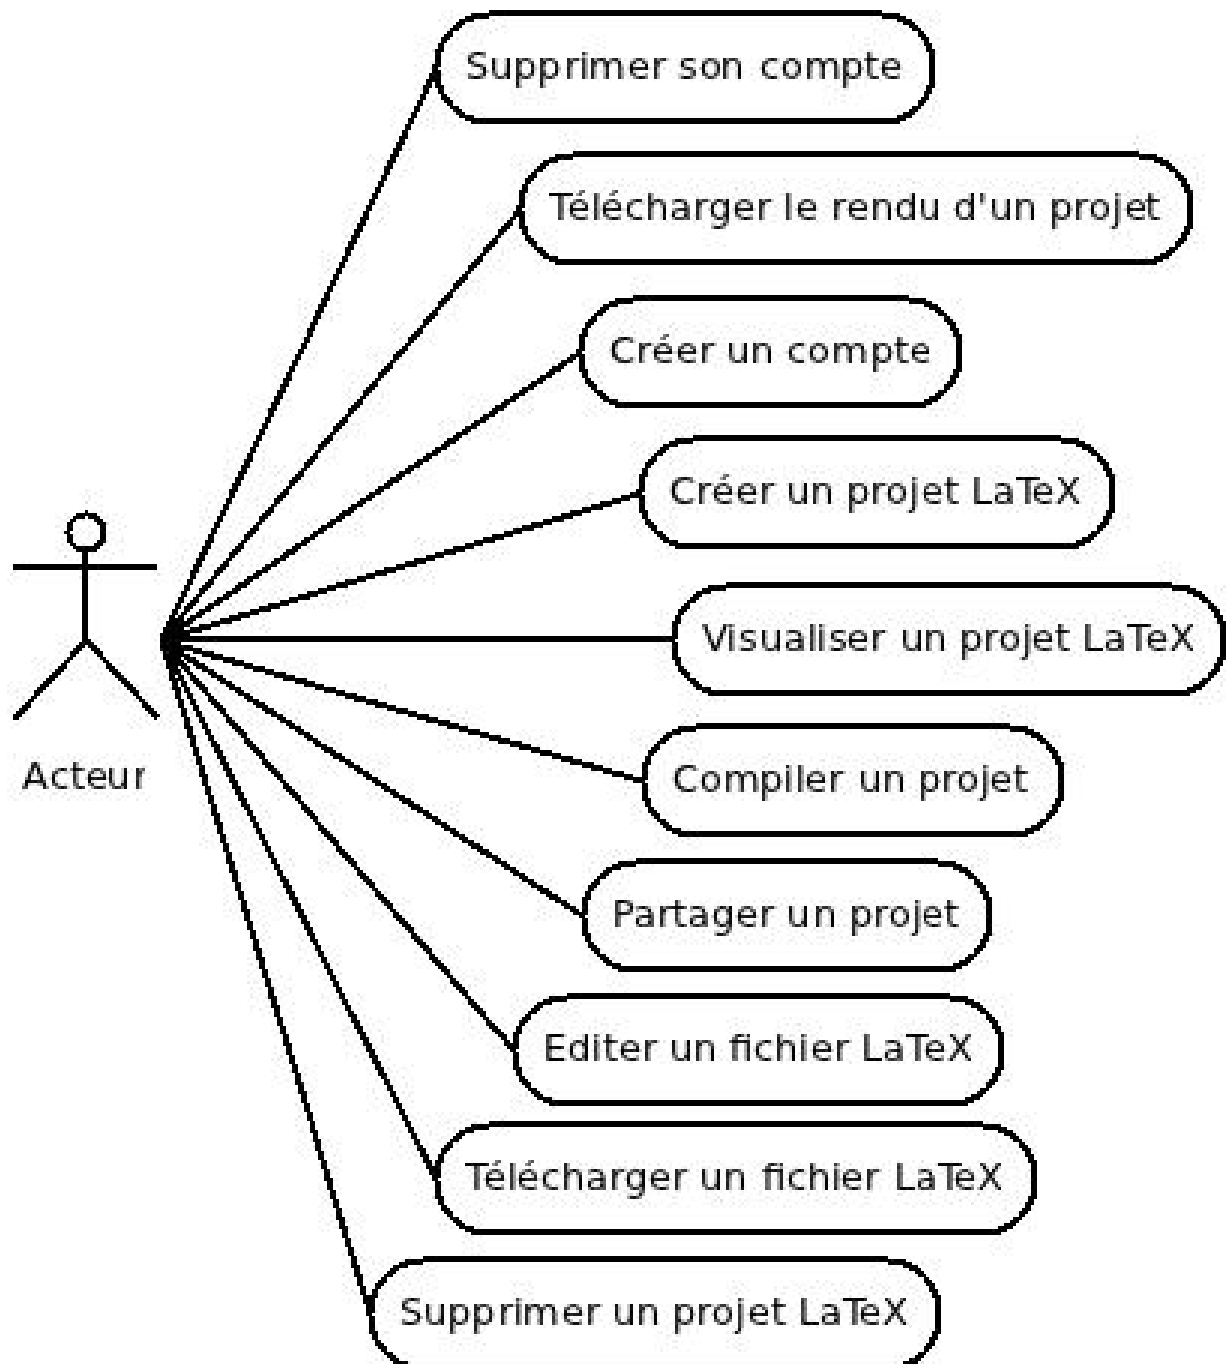 Supprimer son compte
Télécharger le rendu d'un projet
Créer un compte
Créer un projet LaTeX
Visualiser un projet LaTeX
Acteur
Compiler un projet
Partager un projet
Editer un fichier LaTeX
Télécharger un fichier LaTeX
Supprimer un projet LaTeX